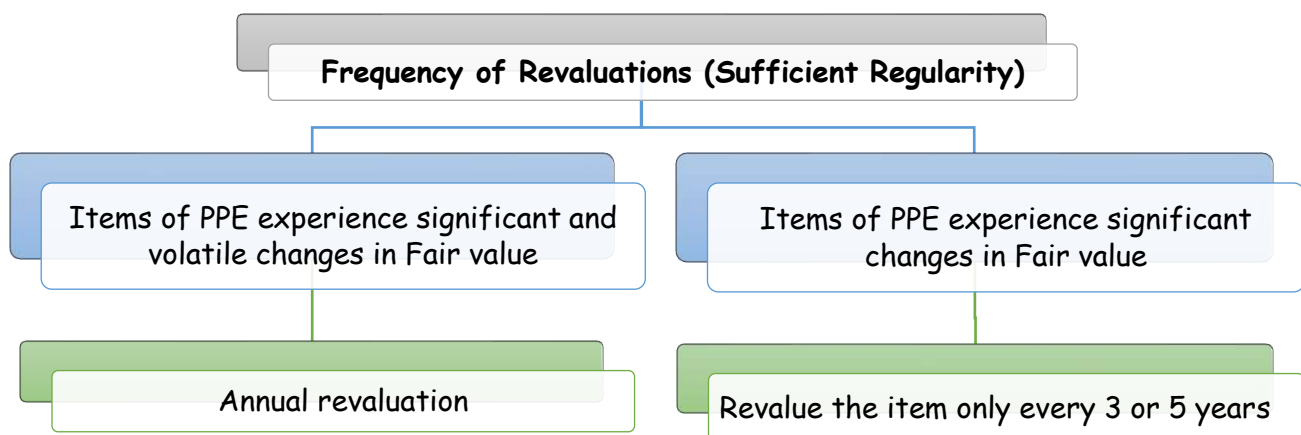 Frequency of Revaluations (Sufficient Regularity)
Items of PPE experience significant and
volatile changes in Fair value
Items of PPE experience significant
changes in Fair value
Annual revaluation
Revalue the item only every 3 or 5 years